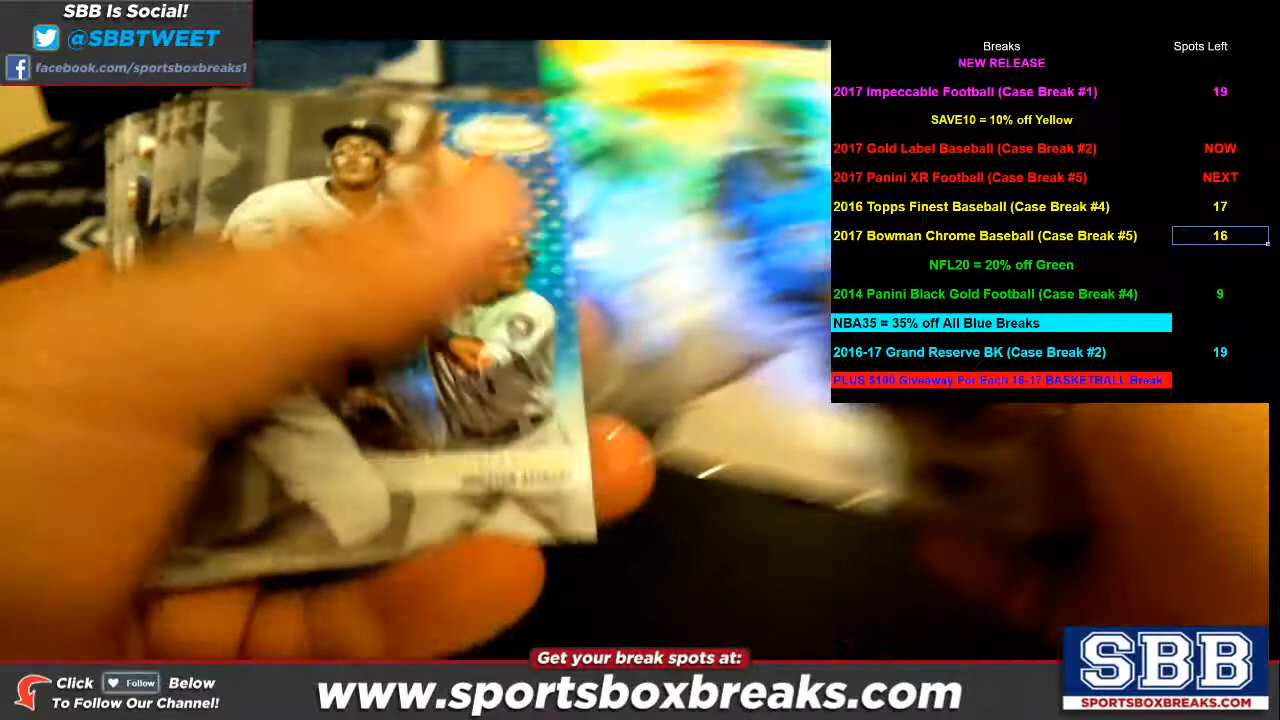 SBB Is Social!
@SBBTWEET
facebook.com/sportsboxbreaks1
Breaks Spots Left
NEW RELEASE
2017 Impeccable Football (Case Break #1) 19
SAVE10 = 10% off Yellow
2017 Gold Label Baseball (Case Break #2) NOW
2017 Panini XR Football (Case Break #5) NEXT
2016 Topps Finest Baseball (Case Break #4) 17
2017 Bowman Chrome Baseball (Case Break #5) 16
NFL20 = 20% off Green
2014 Panini Black Gold Football (Case Break #4) 9
NBA35 = 35% off All Blue Breaks
2016-17 Grand Reserve BK (Case Break #2) 19
PLUS $100 Giveaway For Each 16-17 BASKETBALL Break
Get your break spots at:
Click Follow Below
To Follow Our Channel!
www.sportsboxbreaks.com
SBB
SPORTSBOXBREAKS.COM